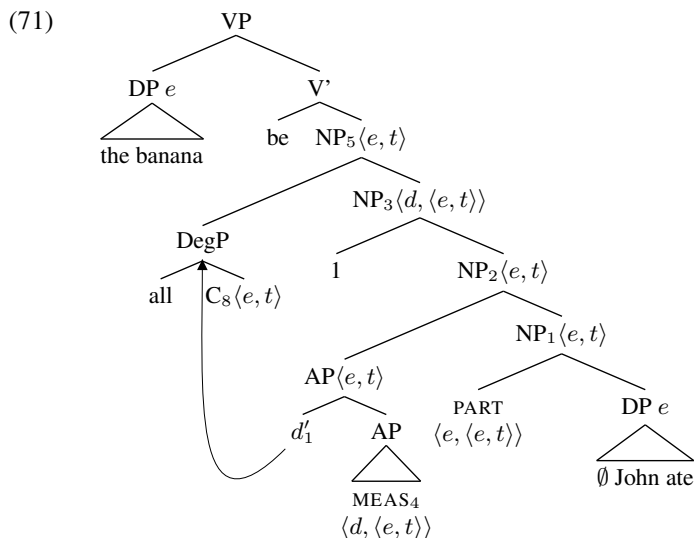 (71)
VP
DP e V’
the banana be NP₅⟨e, t⟩
NP₃⟨d, ⟨e, t⟩⟩
DegP
all C₈⟨e, t⟩ 1 NP₂⟨e, t⟩
NP₁⟨e, t⟩
AP⟨e, t⟩
d′₁ AP PART DP e
⟨e, ⟨e, t⟩⟩
MEAS₄ ∅ John ate
⟨d, ⟨e, t⟩⟩